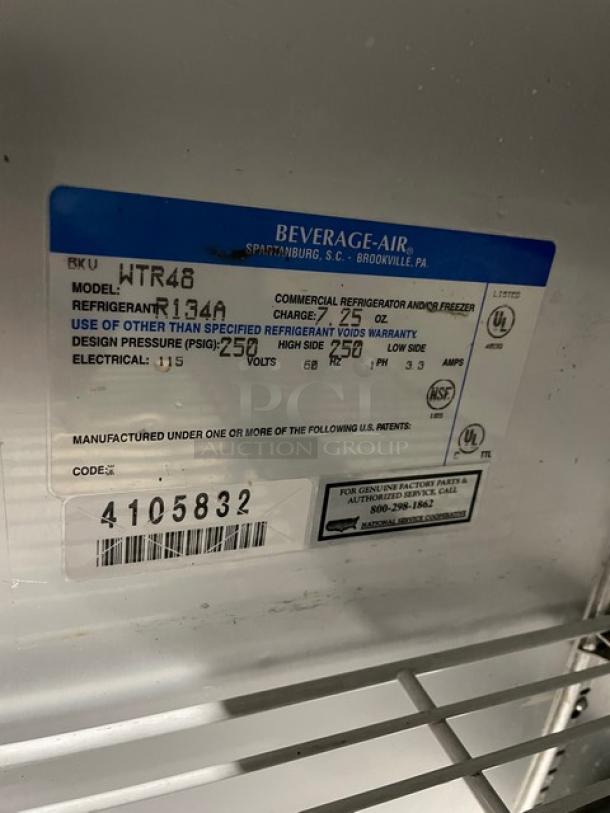 BEVERAGE-AIR®
SPARTANBURG, S.C. - BROOKVILLE, PA.
BKV
MODEL: WTR48
COMMERCIAL REFRIGERATOR AND/OR FREEZER
REFRIGERANT R134A CHARGE: 7.25 OZ.
USE OF OTHER THAN SPECIFIED REFRIGERANT VOIDS WARRANTY.
DESIGN PRESSURE (PSIG): 250 HIGH SIDE 250 LOW SIDE
ELECTRICAL: 115 VOLTS 60 HZ 1 PH 3.3 AMPS
LISTED
UL
NSF
UL
PCI
AUCTION GROUP
MANUFACTURED UNDER ONE OR MORE OF THE FOLLOWING U.S. PATENTS:
CODE:
4105832
FOR GENUINE FACTORY PARTS &
AUTHORIZED SERVICE, CALL
800-298-1862
NATIONAL SERVICE COOPERATIVE